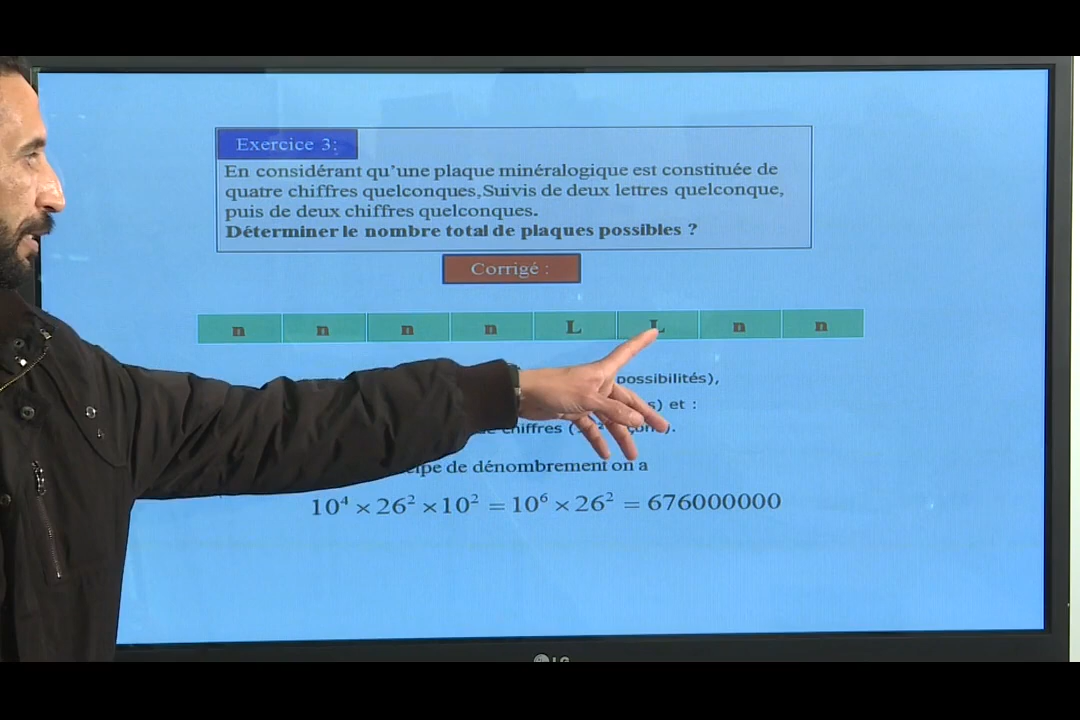 Exercice 3:
En considérant qu’une plaque minéralogique est constituée de
quatre chiffres quelconques,Suivis de deux lettres quelconque,
puis de deux chiffres quelconques.
Déterminer le nombre total de plaques possibles ?
Corrigé :
n n n n L L n n
possibilités),
et :
chiffres
de dénombrement on a
10⁴ × 26² × 10² = 10⁶ × 26² = 676000000
LG